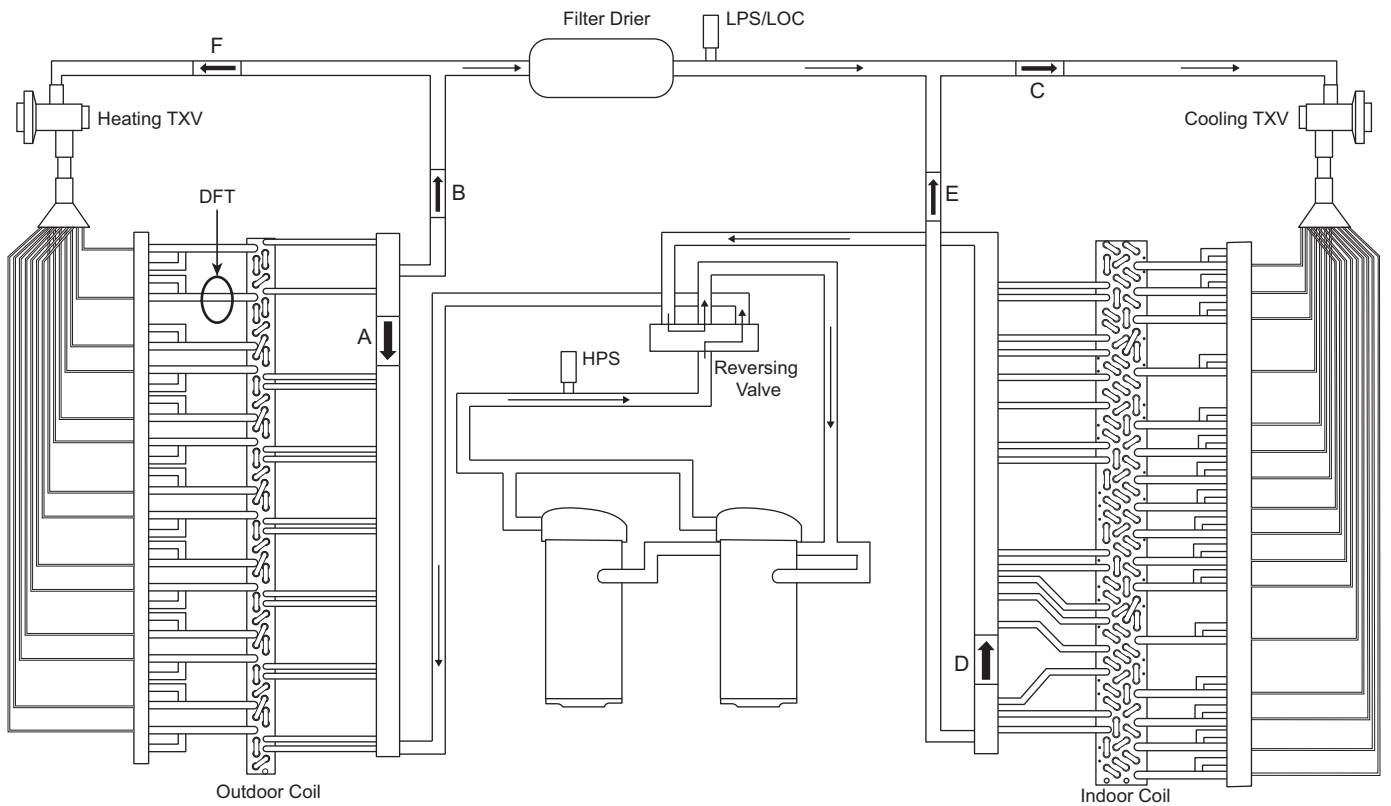 Filter Drier
LPS/LOC
F
C
Heating TXV
Cooling TXV
DFT
B
E
A
HPS
Reversing
Valve
D
Outdoor Coil
Indoor Coil